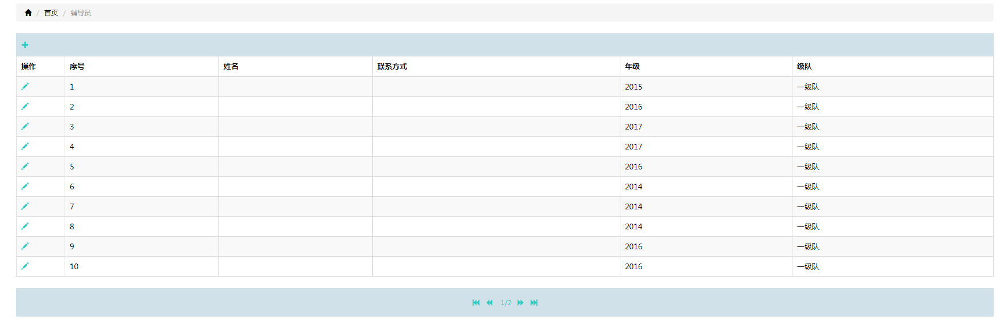 / 首页 / 辅导员
操作 序号 姓名 联系方式 年级 级队
1 2015 一级队
2 2016 一级队
3 2017 一级队
4 2017 一级队
5 2016 一级队
6 2014 一级队
7 2014 一级队
8 2014 一级队
9 2016 一级队
10 2016 一级队
1/2